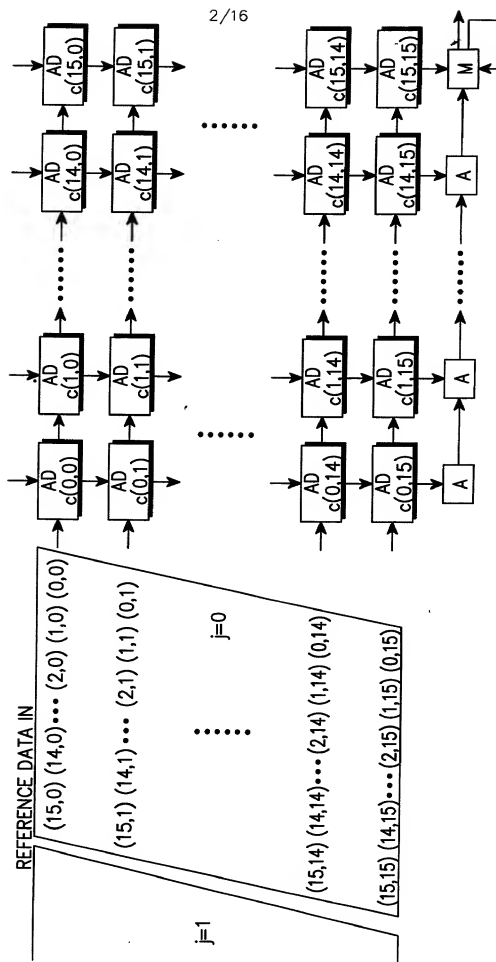 2/16
REFERENCE DATA IN
j=1
(15,0) (14,0)•••• (2,0) (1,0) (0,0)
(15,1) (14,1)•••• (2,1) (1,1) (0,1)
j=0
(15,14) (14,14)•••• (2,14) (1,14) (0,14)
(15,15) (14,15)•••• (2,15) (1,15) (0,15)
AD c(0,0)
AD c(1,0)
AD c(14,0)
AD c(15,0)
AD c(0,1)
AD c(1,1)
AD c(14,1)
AD c(15,1)
AD c(0,14)
AD c(1,14)
AD c(14,14)
AD c(15,14)
AD c(0,15)
AD c(1,15)
AD c(14,15)
AD c(15,15)
A
A
A
M